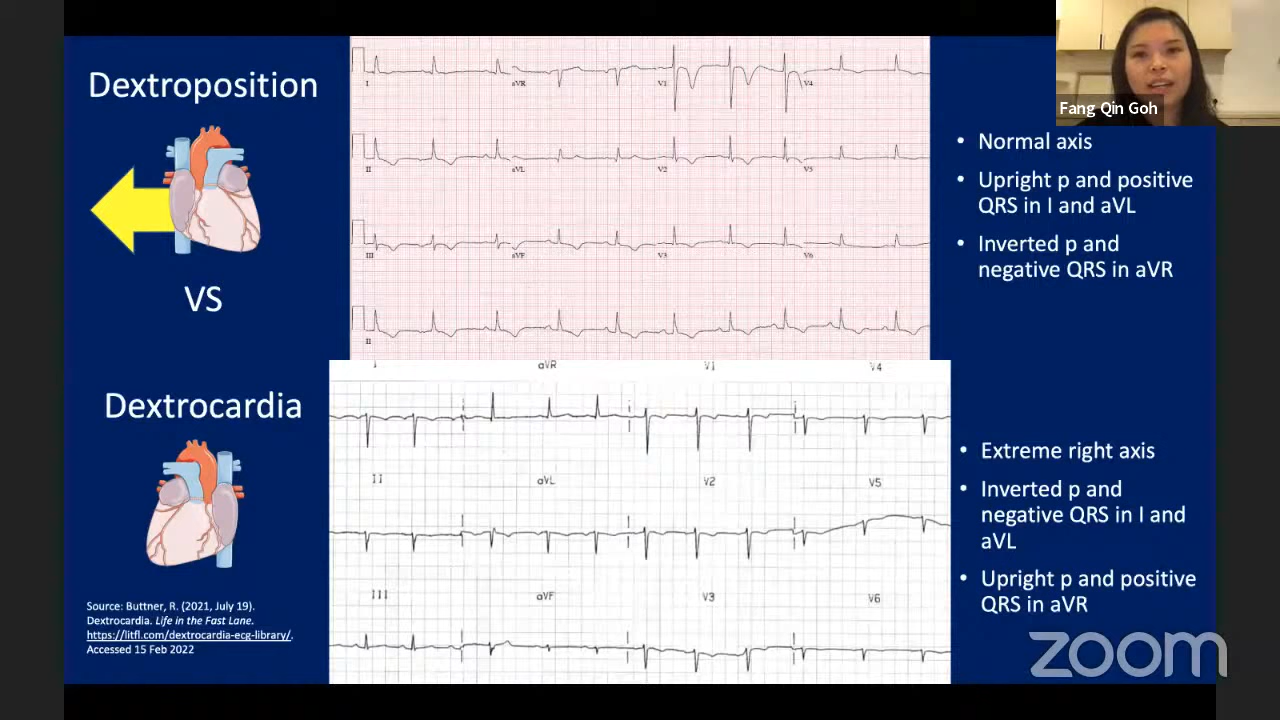 Dextroposition
VS
Dextrocardia
Source: Buttner, R. (2021, July 19).
Dextrocardia. Life in the Fast Lane.
https://litfl.com/dextrocardia-ecg-library/.
Accessed 15 Feb 2022
I aVR V1 V4
II aVL V2 V5
III aVF V3 V6
II
I aVR V1 V4
II aVL V2 V5
III aVF V3 V6
Fang Qin Goh
• Normal axis
• Upright p and positive
QRS in I and aVL
• Inverted p and
negative QRS in aVR
• Extreme right axis
• Inverted p and
negative QRS in I and
aVL
• Upright p and positive
QRS in aVR
zoom